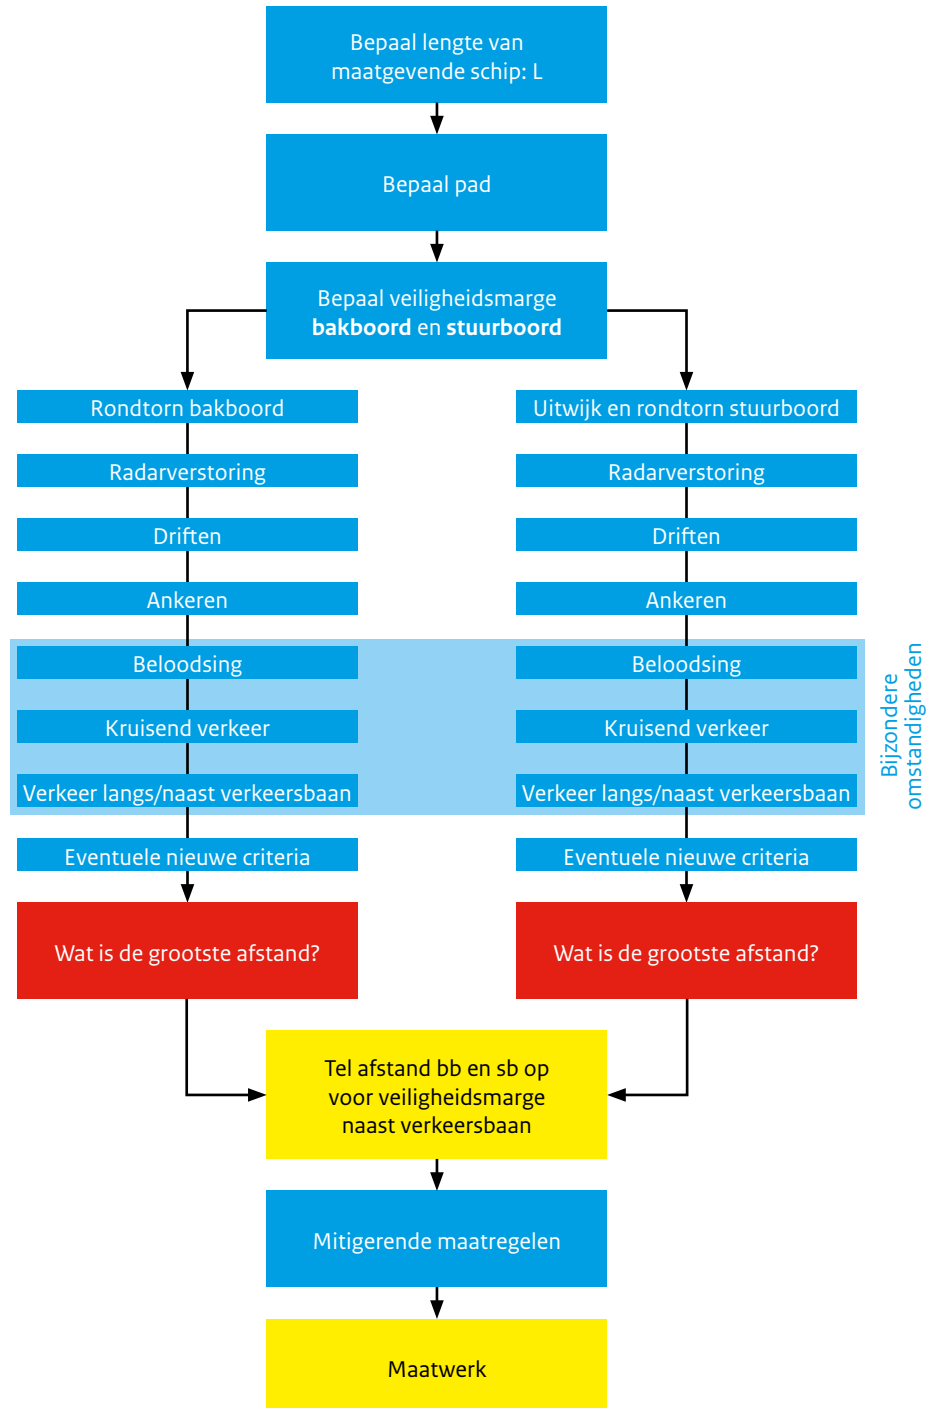 Bepaal lengte van
maatgevende schip: L
Bepaal pad
Bepaal veiligheidsmarge
bakboord en stuurboord
Rondtorn bakboord
Radarverstoring
Driften
Ankeren
Beloodsing
Kruisend verkeer
Verkeer langs/naast verkeersbaan
Eventuele nieuwe criteria
Wat is de grootste afstand?
Uitwijk en rondtorn stuurboord
Radarverstoring
Driften
Ankeren
Beloodsing
Kruisend verkeer
Verkeer langs/naast verkeersbaan
Eventuele nieuwe criteria
Wat is de grootste afstand?
Bijzondere
omstandigheden
Tel afstand bb en sb op
voor veiligheidsmarge
naast verkeersbaan
Mitigerende maatregelen
Maatwerk